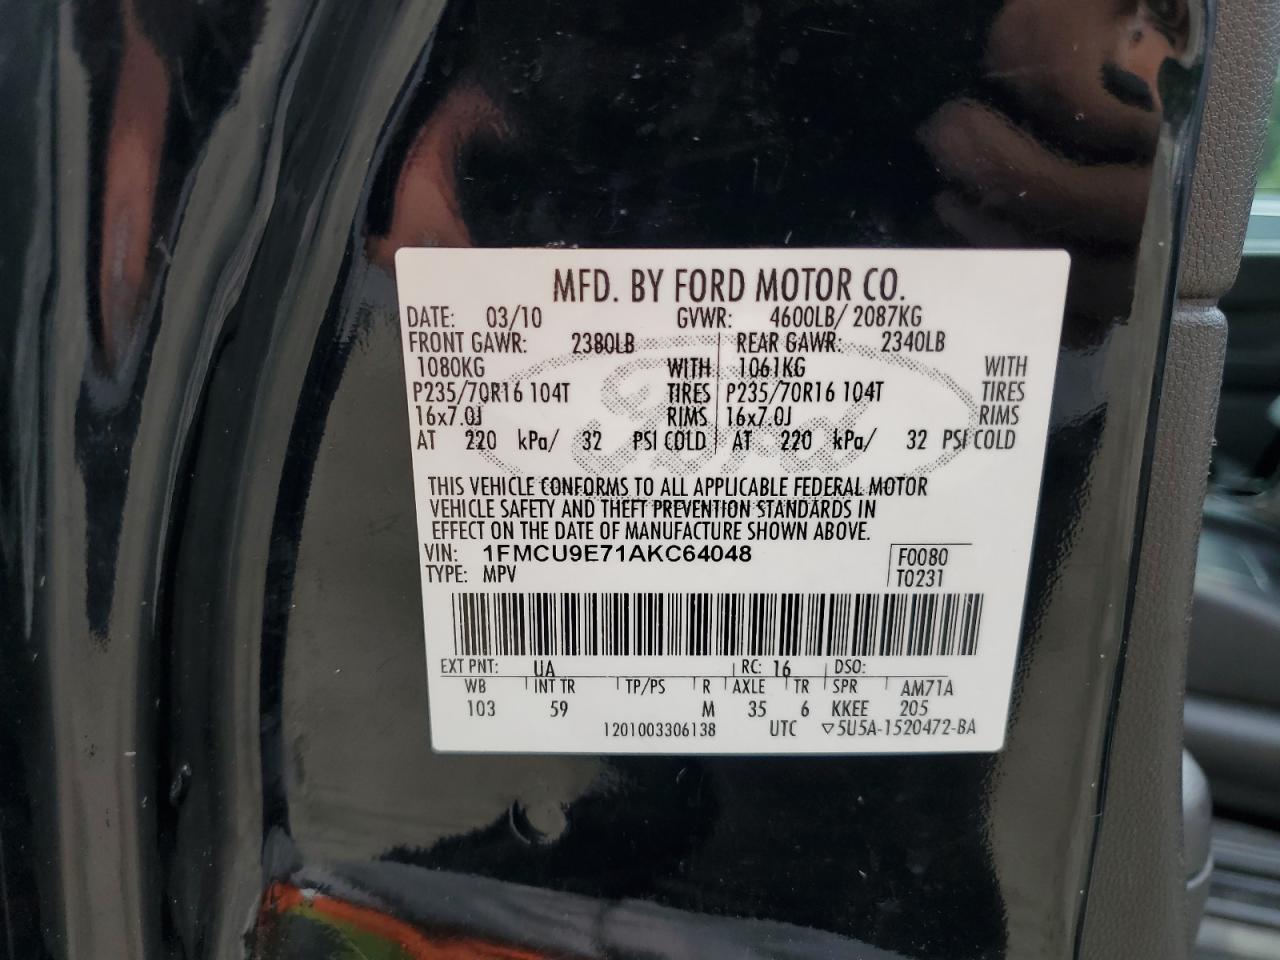 MFD. BY FORD MOTOR CO.
DATE: 03/10 GVWR: 4600LB/ 2087KG
FRONT GAWR: 2380LB REAR GAWR: 2340LB
1080KG WITH 1061KG WITH
P235/70R16 104T TIRES P235/70R16 104T TIRES
16x7.0J RIMS 16x7.0J RIMS
AT 220 kPa/ 32 PSI COLD AT 220 kPa/ 32 PSI COLD
Ford
THIS VEHICLE CONFORMS TO ALL APPLICABLE FEDERAL MOTOR
VEHICLE SAFETY AND THEFT PREVENTION STANDARDS IN
EFFECT ON THE DATE OF MANUFACTURE SHOWN ABOVE.
VIN: 1FMCU9E71AKC64048 F0080
TYPE: MPV T0231
EXT PNT: UA RC: 16 DSO:
WB INT TR TP/PS R AXLE TR SPR AM71A
103 59 M 35 6 KKEE 205
1201003306138 UTC ▽5U5A-1520472-BA